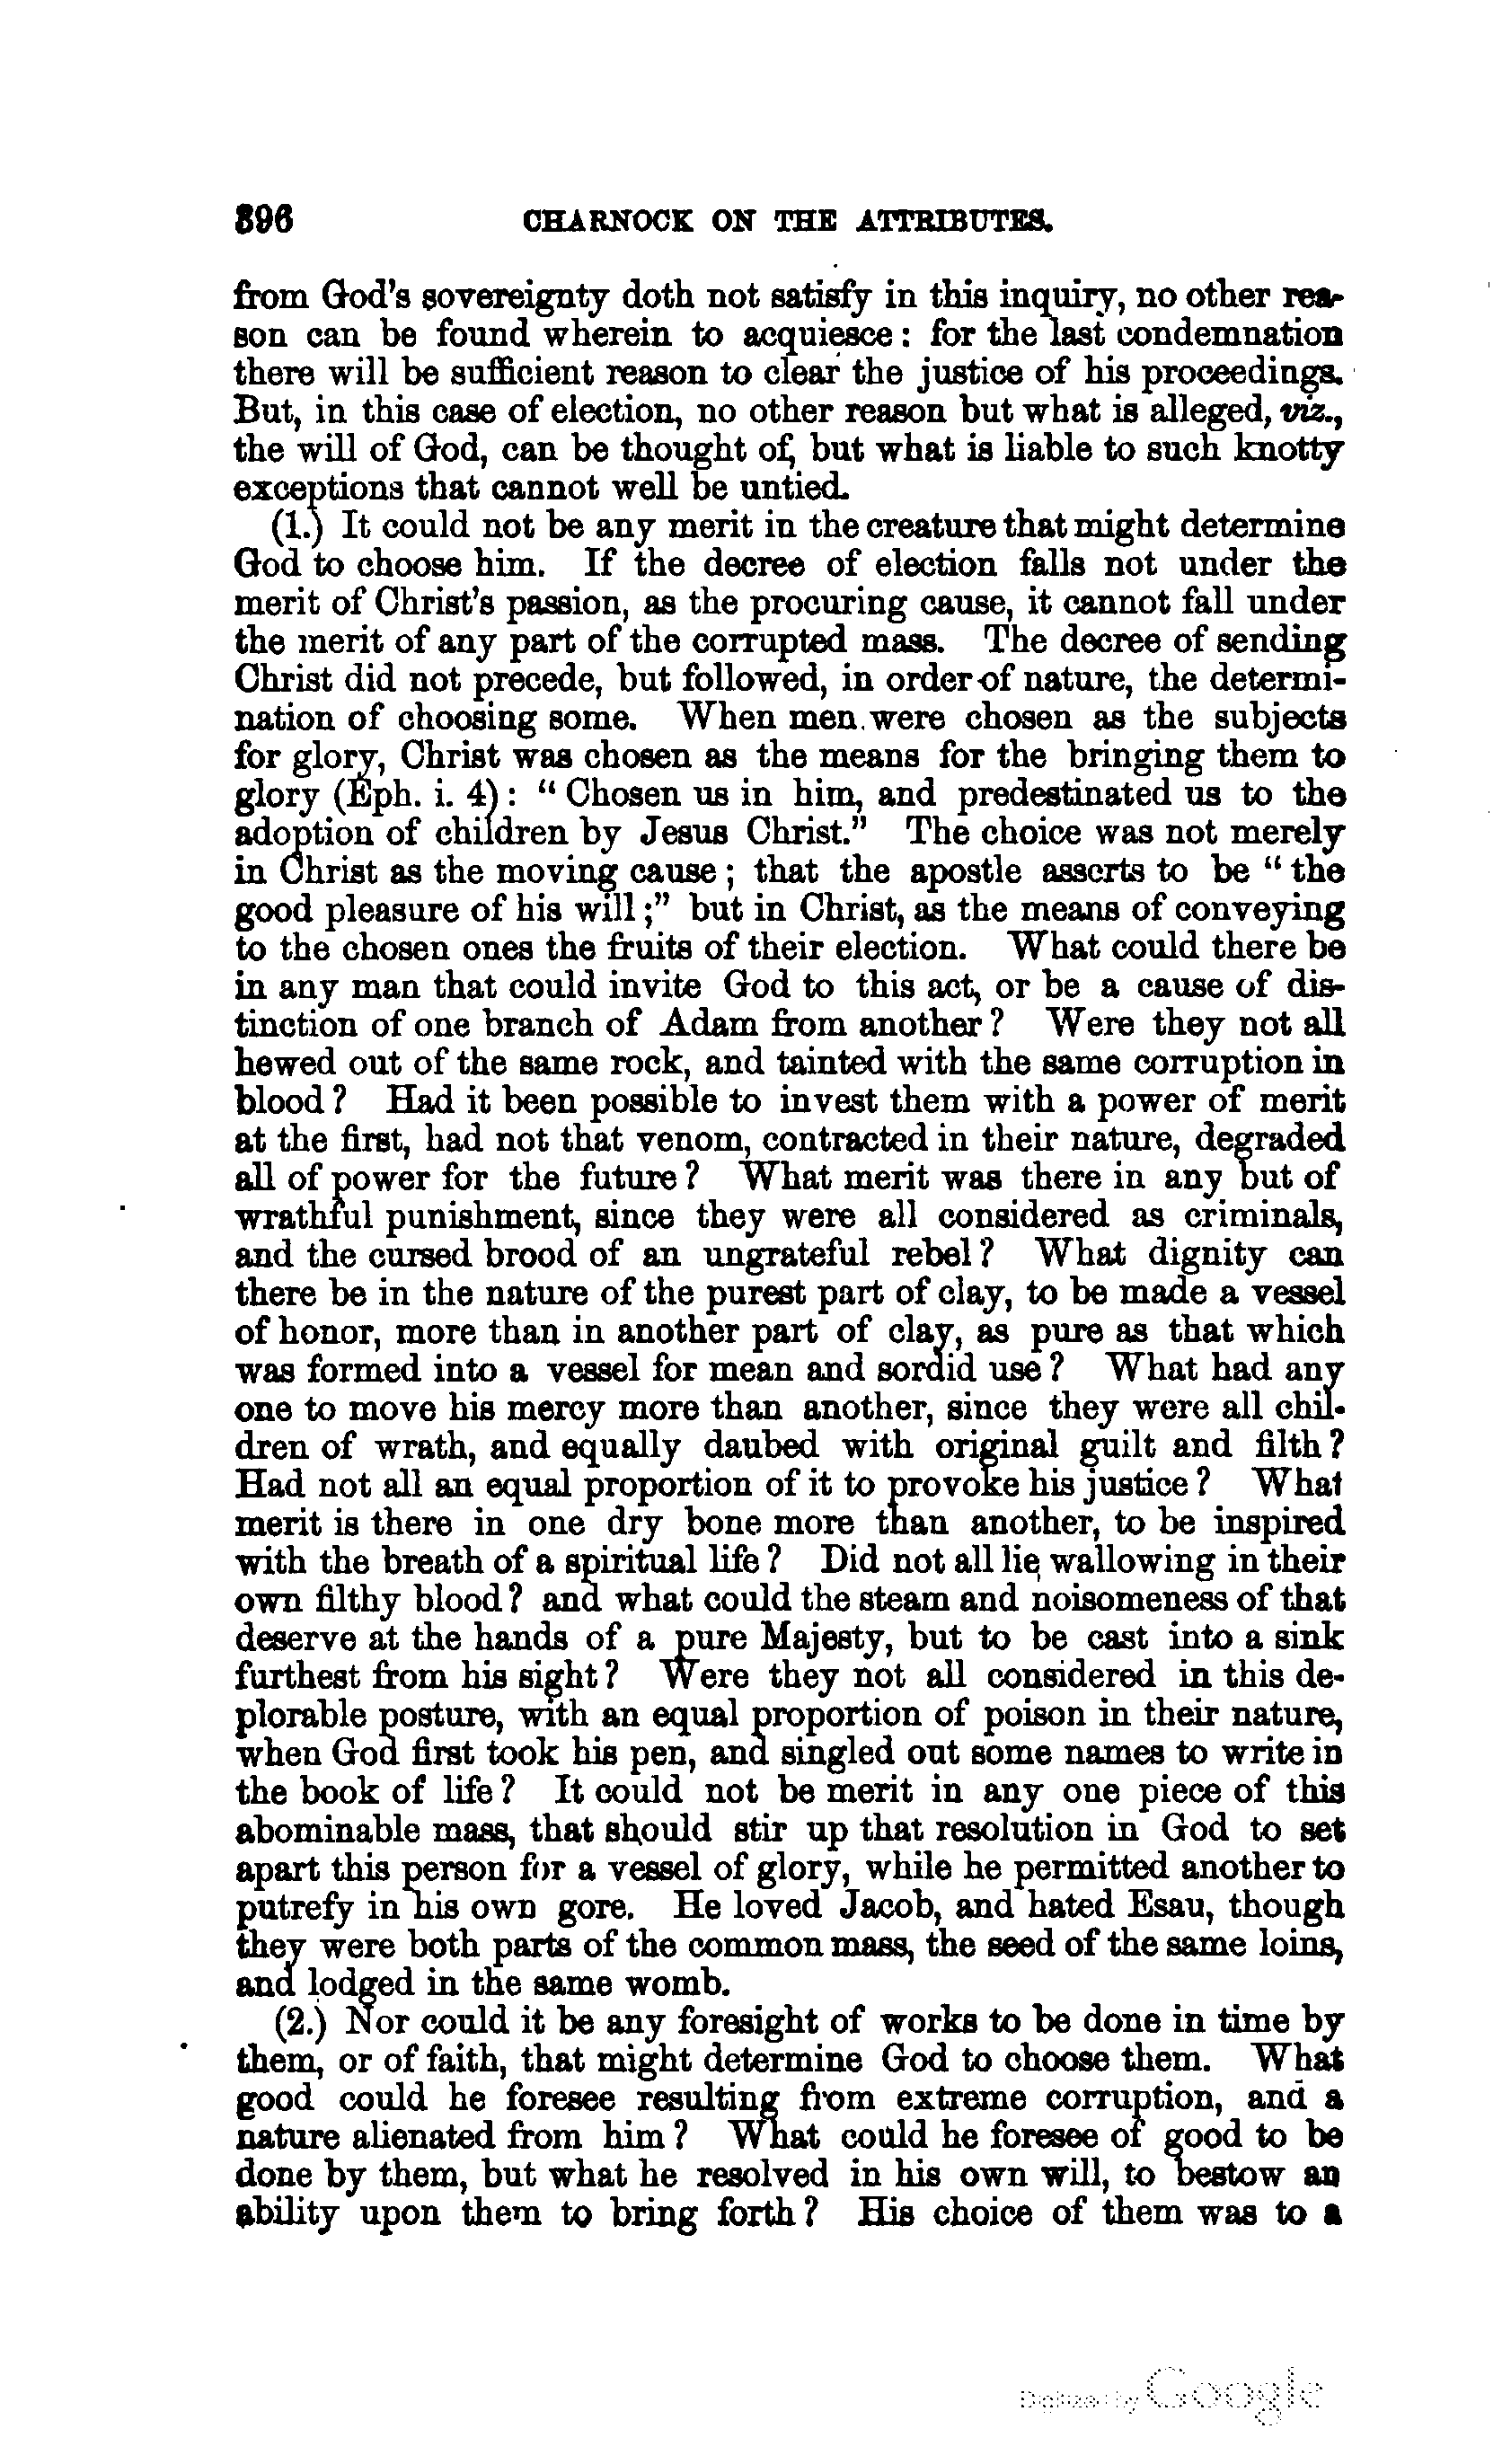 396 CHARNOCK ON THE ATTRIBUTES.
from God's sovereignty doth not satisfy in this inquiry, no other rea-
son can be found wherein to acquiesce: for the last condemnation
there will be sufficient reason to clear the justice of his proceedings.
But, in this case of election, no other reason but what is alleged, viz.,
the will of God, can be thought of, but what is liable to such knotty
exceptions that cannot well be untied.
(1.) It could not be any merit in the creature that might determine
God to choose him. If the decree of election falls not under the
merit of Christ's passion, as the procuring cause, it cannot fall under
the merit of any part of the corrupted mass. The decree of sending
Christ did not precede, but followed, in order of nature, the determi-
nation of choosing some. When men were chosen as the subjects
for glory, Christ was chosen as the means for the bringing them to
glory (Eph. i. 4): "Chosen us in him, and predestinated us to the
adoption of children by Jesus Christ." The choice was not merely
in Christ as the moving cause; that the apostle asserts to be "the
good pleasure of his will;" but in Christ, as the means of conveying
to the chosen ones the fruits of their election. What could there be
in any man that could invite God to this act, or be a cause of dis-
tinction of one branch of Adam from another? Were they not all
hewed out of the same rock, and tainted with the same corruption in
blood? Had it been possible to invest them with a power of merit
at the first, had not that venom, contracted in their nature, degraded
all of power for the future? What merit was there in any but of
wrathful punishment, since they were all considered as criminals,
and the cursed brood of an ungrateful rebel? What dignity can
there be in the nature of the purest part of clay, to be made a vessel
of honor, more than in another part of clay, as pure as that which
was formed into a vessel for mean and sordid use? What had any
one to move his mercy more than another, since they were all chil-
dren of wrath, and equally daubed with original guilt and filth?
Had not all an equal proportion of it to provoke his justice? What
merit is there in one dry bone more than another, to be inspired
with the breath of a spiritual life? Did not all lie wallowing in their
own filthy blood? and what could the steam and noisomeness of that
deserve at the hands of a pure Majesty, but to be cast into a sink
furthest from his sight? Were they not all considered in this de-
plorable posture, with an equal proportion of poison in their nature,
when God first took his pen, and singled out some names to write in
the book of life? It could not be merit in any one piece of this
abominable mass, that should stir up that resolution in God to set
apart this person for a vessel of glory, while he permitted another to
putrefy in his own gore. He loved Jacob, and hated Esau, though
they were both parts of the common mass, the seed of the same loins,
and lodged in the same womb.
(2.) Nor could it be any foresight of works to be done in time by
them, or of faith, that might determine God to choose them. What
good could he foresee resulting from extreme corruption, and a
nature alienated from him? What could he foresee of good to be
done by them, but what he resolved in his own will, to bestow an
ability upon them to bring forth? His choice of them was to a
Digitized by Google